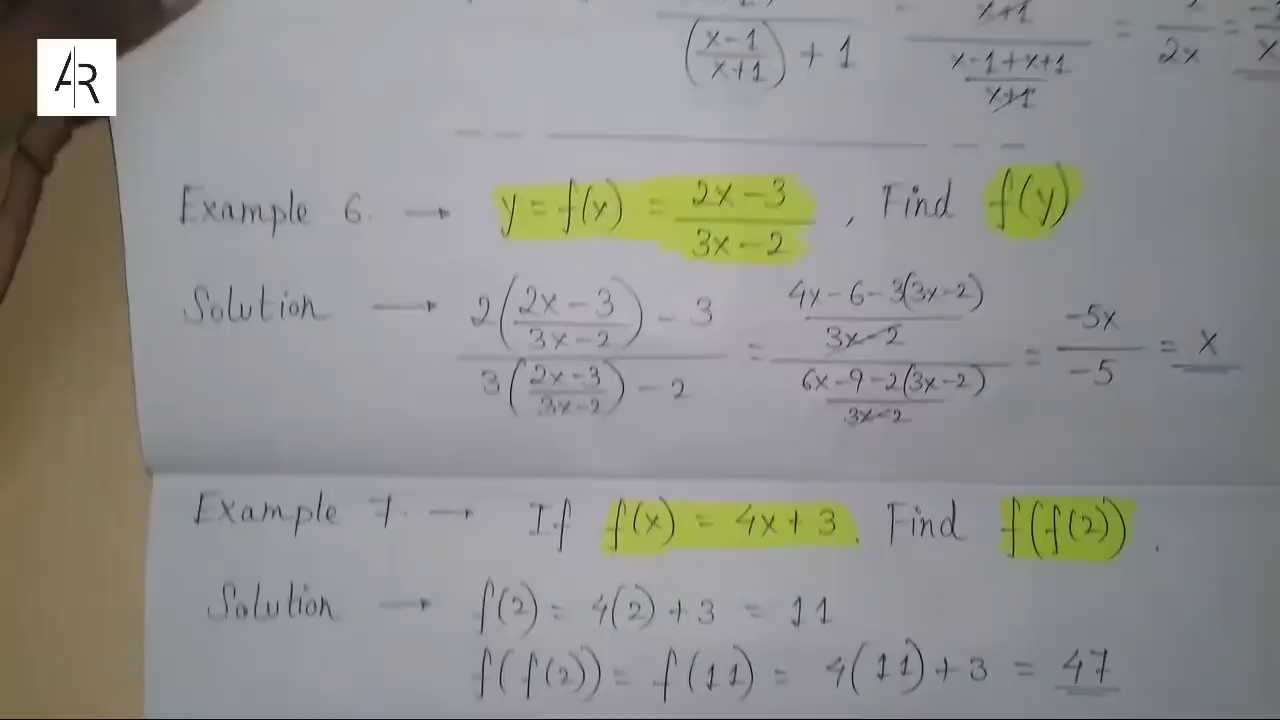 AR
(x-1/x+1) + 1 x+1 / (x-1+x+1/x+1) = /2x = /x
Example 6. → y = f(x) = 2x-3/3x-2 , Find f(y)
Solution → 2(2x-3/3x-2) - 3 / 3(2x-3/3x-2) - 2 = 4x-6-3(3x-2)/3x-2 / 6x-9-2(3x-2)/3x-2 = -5x/-5 = x
Example 7. → If f(x) = 4x+3. Find f(f(2)).
Solution → f(2) = 4(2)+3 = 11
f(f(2)) = f(11) = 4(11)+3 = 47